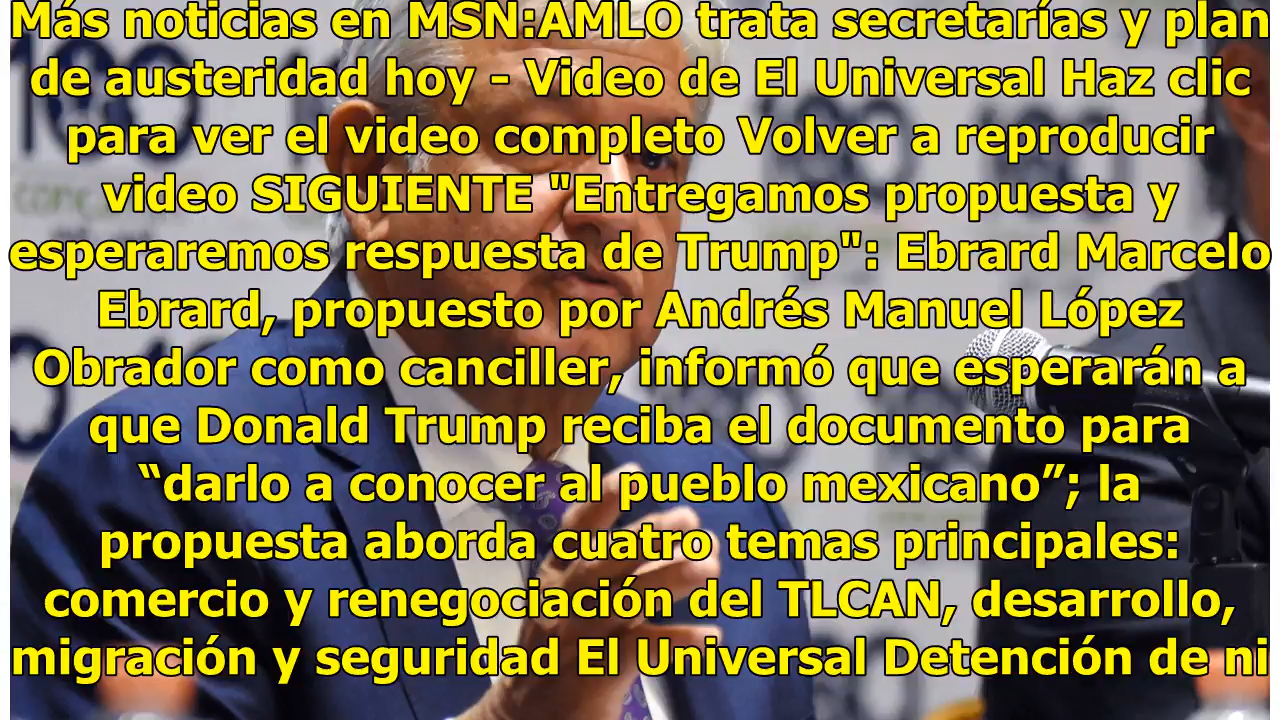 Más noticias en MSN:AMLO trata secretarías y plan
de austeridad hoy - Video de El Universal Haz clic
para ver el video completo Volver a reproducir
video SIGUIENTE "Entregamos propuesta y
esperaremos respuesta de Trump": Ebrard Marcelo
Ebrard, propuesto por Andrés Manuel López
Obrador como canciller, informó que esperarán a
que Donald Trump reciba el documento para
“darlo a conocer al pueblo mexicano”; la
propuesta aborda cuatro temas principales:
comercio y renegociación del TLCAN, desarrollo,
migración y seguridad El Universal Detención de ni